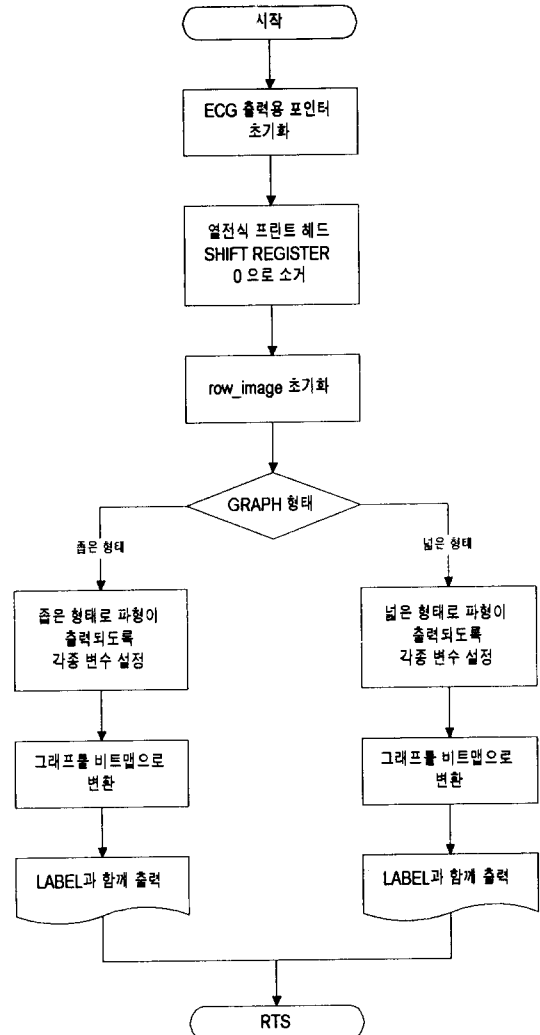 시작
ECG 출력용 포인터
초기화
열전식 프린트 헤드
SHIFT REGISTER
0 으로 소거
row_image 초기화
GRAPH 형태
좁은 형태
넓은 형태
좁은 형태로 파형이
출력되도록
각종 변수 설정
넓은 형태로 파형이
출력되도록
각종 변수 설정
그래프를 비트맵으로
변환
그래프를 비트맵으로
변환
LABEL과 함께 출력
LABEL과 함께 출력
RTS